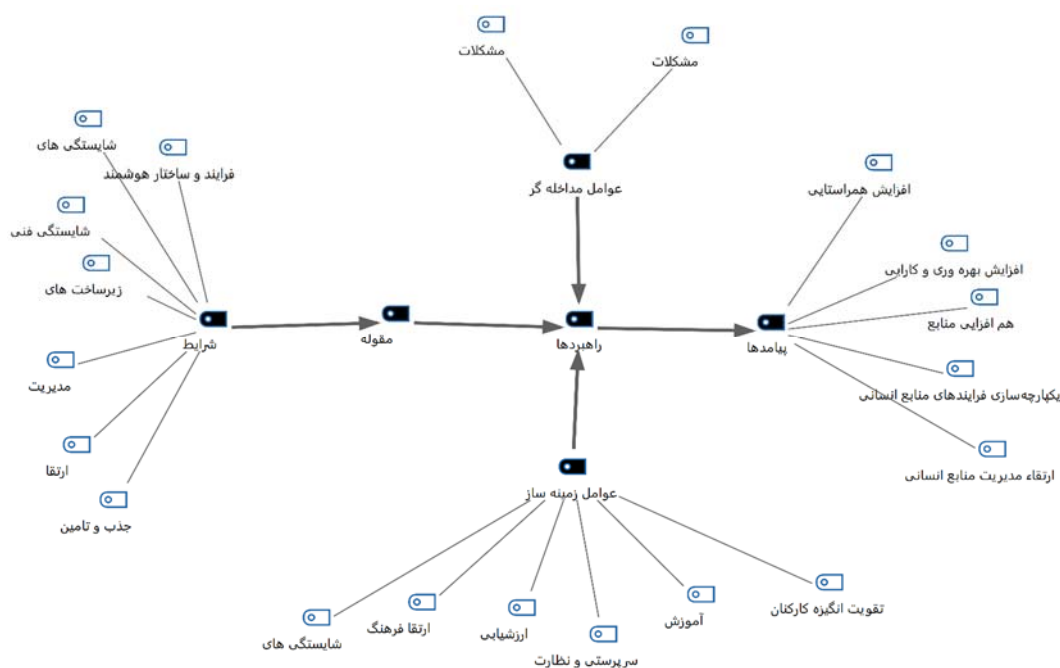 مشکلات
مشکلات
شایستگی های
فرایند و ساختار هوشمند
عوامل مداخله گر
افزایش همراستایی
شایستگی فنی
افزایش بهره وری و کارایی
زیرساخت های
هم افزایی منابع
شرایط
مقوله
راهبردها
پیامدها
مدیریت
یکپارچه‌سازی فرایندهای منابع انسانی
ارتقا
ارتقاء مدیریت منابع انسانی
عوامل زمینه ساز
جذب و تامین
تقویت انگیزه کارکنان
آموزش
ارتقا فرهنگ
ارزشیابی
شایستگی های
سرپرستی و نظارت